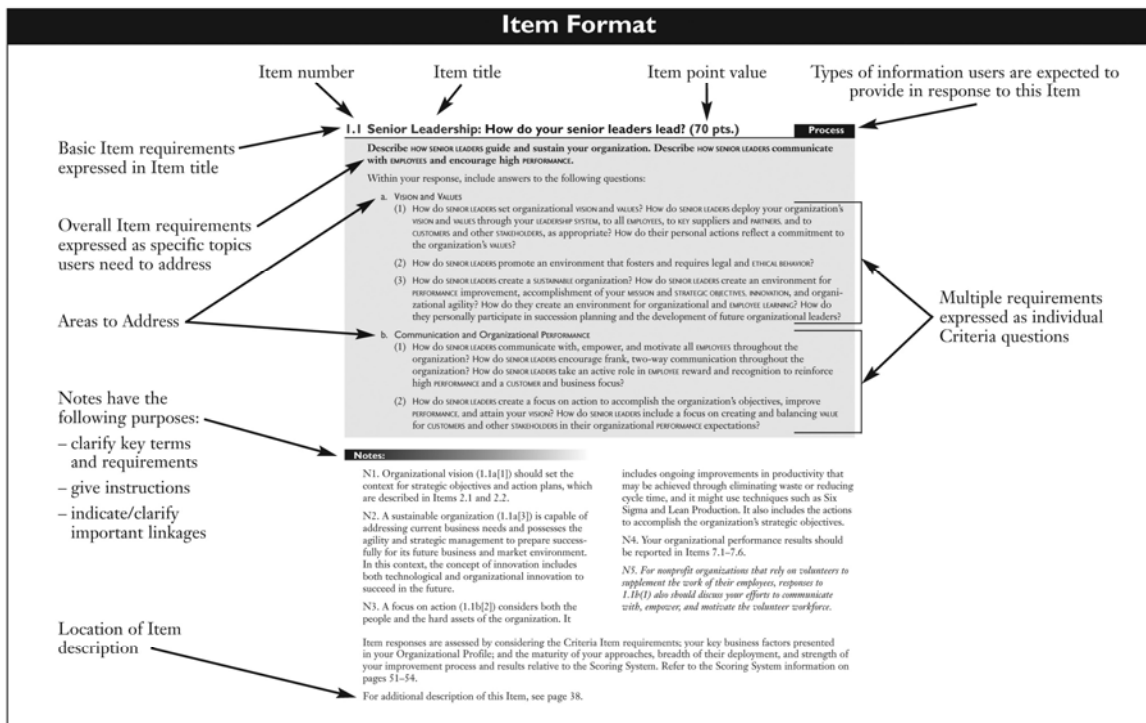 Item Format
Item number
Item title
Item point value
Types of information users are expected to
provide in response to this Item
Basic Item requirements
expressed in Item title
Overall Item requirements
expressed as specific topics
users need to address
Areas to Address
Notes have the
following purposes:
– clarify key terms
and requirements
– give instructions
– indicate/clarify
important linkages
Location of Item
description
1.1 Senior Leadership: How do your senior leaders lead? (70 pts.)
Process
Describe HOW SENIOR LEADERS guide and sustain your organization. Describe HOW SENIOR LEADERS communicate
with EMPLOYEES and encourage high PERFORMANCE.
Within your response, include answers to the following questions:
a. VISION and VALUES
(1) HOW do SENIOR LEADERS set organizational VISION and VALUES? HOW do SENIOR LEADERS deploy your organization's
VISION and VALUES through your LEADERSHIP SYSTEM, to all EMPLOYEES, to KEY suppliers and PARTNERS, and to
CUSTOMERS and other STAKEHOLDERS, as appropriate? HOW do their personal actions reflect a commitment to
the organization's VALUES?
(2) HOW do SENIOR LEADERS promote an environment that fosters and requires legal and ETHICAL BEHAVIOR?
(3) HOW do SENIOR LEADERS create a SUSTAINABLE organization? HOW do SENIOR LEADERS create an environment for
PERFORMANCE improvement, accomplishment of your MISSION and STRATEGIC OBJECTIVES, INNOVATION, and organi-
zational agility? HOW do they create an environment for organizational and EMPLOYEE LEARNING? HOW do
they personally participate in succession planning and the development of future organizational leaders?
b. Communication and Organizational PERFORMANCE
(1) HOW do SENIOR LEADERS communicate with, empower, and motivate all EMPLOYEES throughout the
organization? HOW do SENIOR LEADERS encourage frank, two-way communication throughout the
organization? HOW do SENIOR LEADERS take an active role in EMPLOYEE reward and recognition to reinforce
high PERFORMANCE and a CUSTOMER and business focus?
(2) HOW do SENIOR LEADERS create a focus on action to accomplish the organization's objectives, improve
PERFORMANCE, and attain your VISION? HOW do SENIOR LEADERS include a focus on creating and balancing VALUE
for CUSTOMERS and other STAKEHOLDERS in their organizational PERFORMANCE expectations?
Multiple requirements
expressed as individual
Criteria questions
Notes:
N1. Organizational vision (1.1a[1]) should set the
context for strategic objectives and action plans, which
are described in Items 2.1 and 2.2.
N2. A sustainable organization (1.1a[3]) is capable of
addressing current business needs and possesses the
agility and strategic management to prepare success-
fully for its future business and market environment.
In this context, the concept of innovation includes
both technological and organizational innovation to
succeed in the future.
N3. A focus on action (1.1b[2]) considers both the
people and the hard assets of the organization. It
includes ongoing improvements in productivity that
may be achieved through eliminating waste or reducing
cycle time, and it might use techniques such as Six
Sigma and Lean Production. It also includes the actions
to accomplish the organization's strategic objectives.
N4. Your organizational performance results should
be reported in Items 7.1–7.6.
N5. For nonprofit organizations that rely on volunteers to
supplement the work of their employees, responses to
1.1b(1) also should discuss your efforts to communicate
with, empower, and motivate the volunteer workforce.
Item responses are assessed by considering the Criteria Item requirements; your key business factors presented
in your Organizational Profile; and the maturity of your approaches, breadth of their deployment, and strength of
your improvement process and results relative to the Scoring System. Refer to the Scoring System information on
pages 51–54.
For additional description of this Item, see page 38.